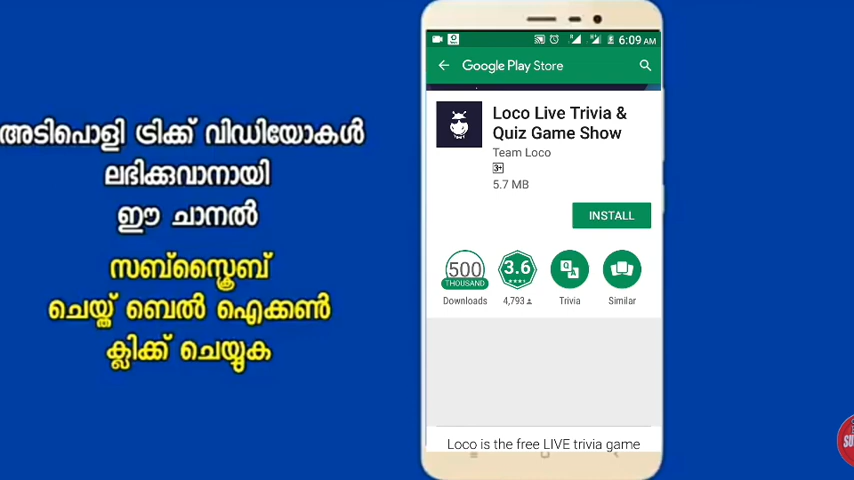 അടിപൊളി ട്രിക്ക് വിഡിയോകൾ
ലഭിക്കുവാനായി
ഈ ചാനൽ
സബ്സ്ക്രൈബ്
ചെയ്ത് ബെൽ ഐക്കൺ
ക്ലിക്ക് ചെയ്യുക
6:09 AM
Google Play Store
Loco Live Trivia &
Quiz Game Show
Team Loco
3+
5.7 MB
INSTALL
500
THOUSAND
3.6
Downloads
4,793
Trivia
Similar
Loco is the free LIVE trivia game